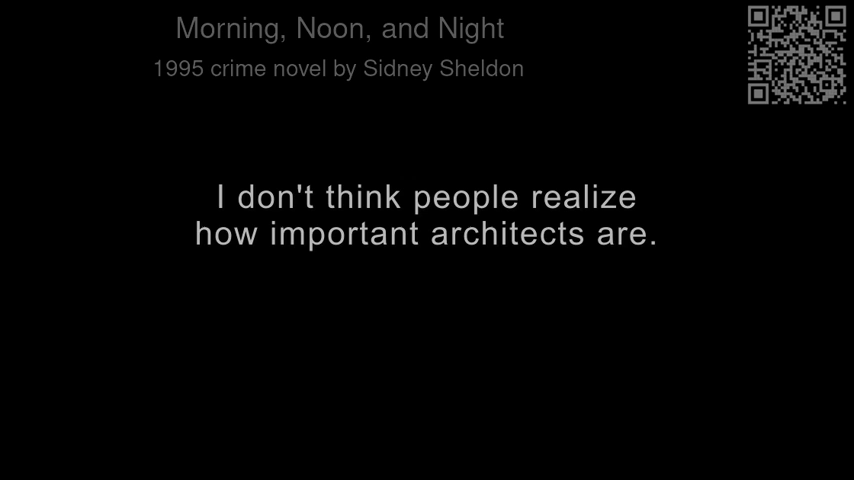 Morning, Noon, and Night
1995 crime novel by Sidney Sheldon
I don't think people realize
how important architects are.